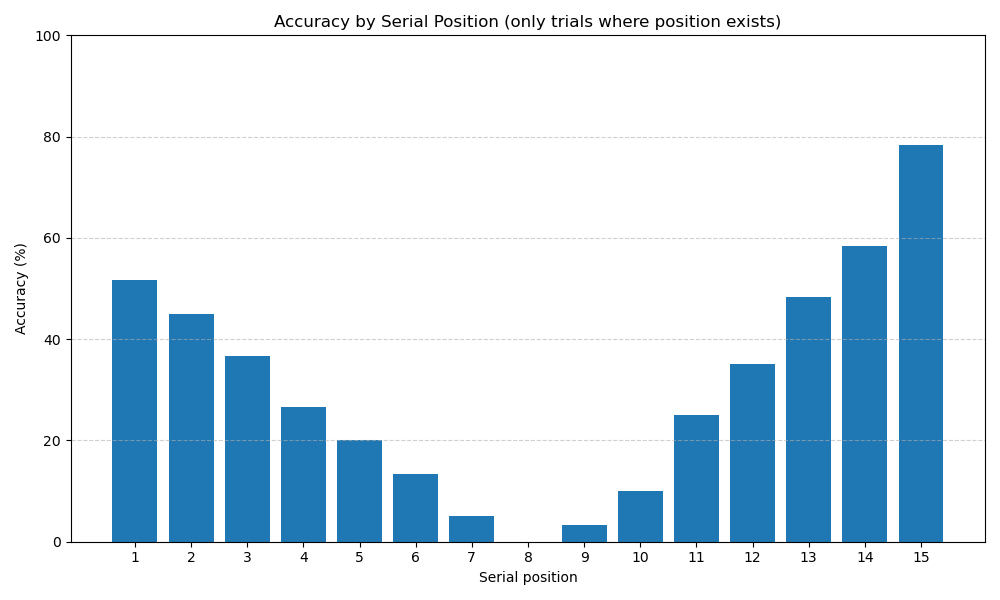 Accuracy by Serial Position (only trials where position exists)
100
80
60
40
20
0
Accuracy (%)
1 2 3 4 5 6 7 8 9 10 11 12 13 14 15
Serial position